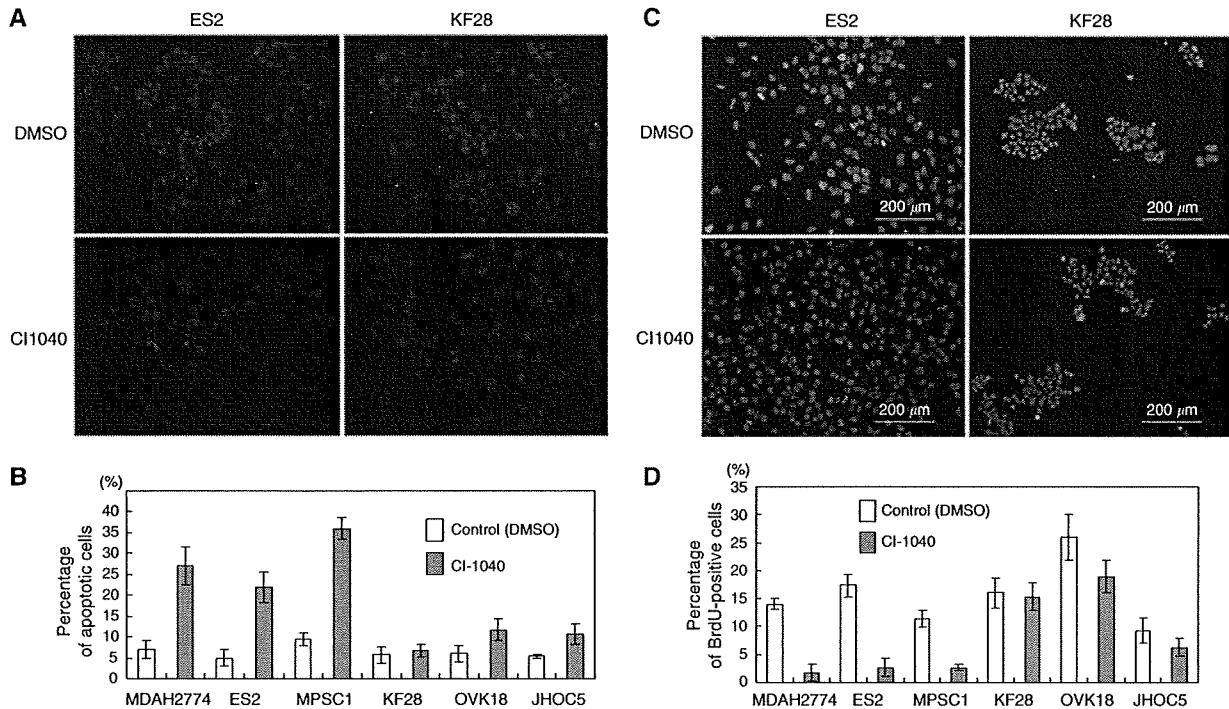 A
ES2
KF28
DMSO
CI1040
B
(%)
Percentage
of apoptotic cells
45
40
35
30
25
20
15
10
5
0
Control (DMSO)
CI-1040
MDAH2774
ES2
MPSC1
KF28
OVK18
JHOC5
C
ES2
KF28
DMSO
200 μm
200 μm
CI1040
200 μm
200 μm
D
(%)
Percentage
of BrdU-positive cells
35
30
25
20
15
10
5
0
Control (DMSO)
CI-1040
MDAH2774
ES2
MPSC1
KF28
OVK18
JHOC5